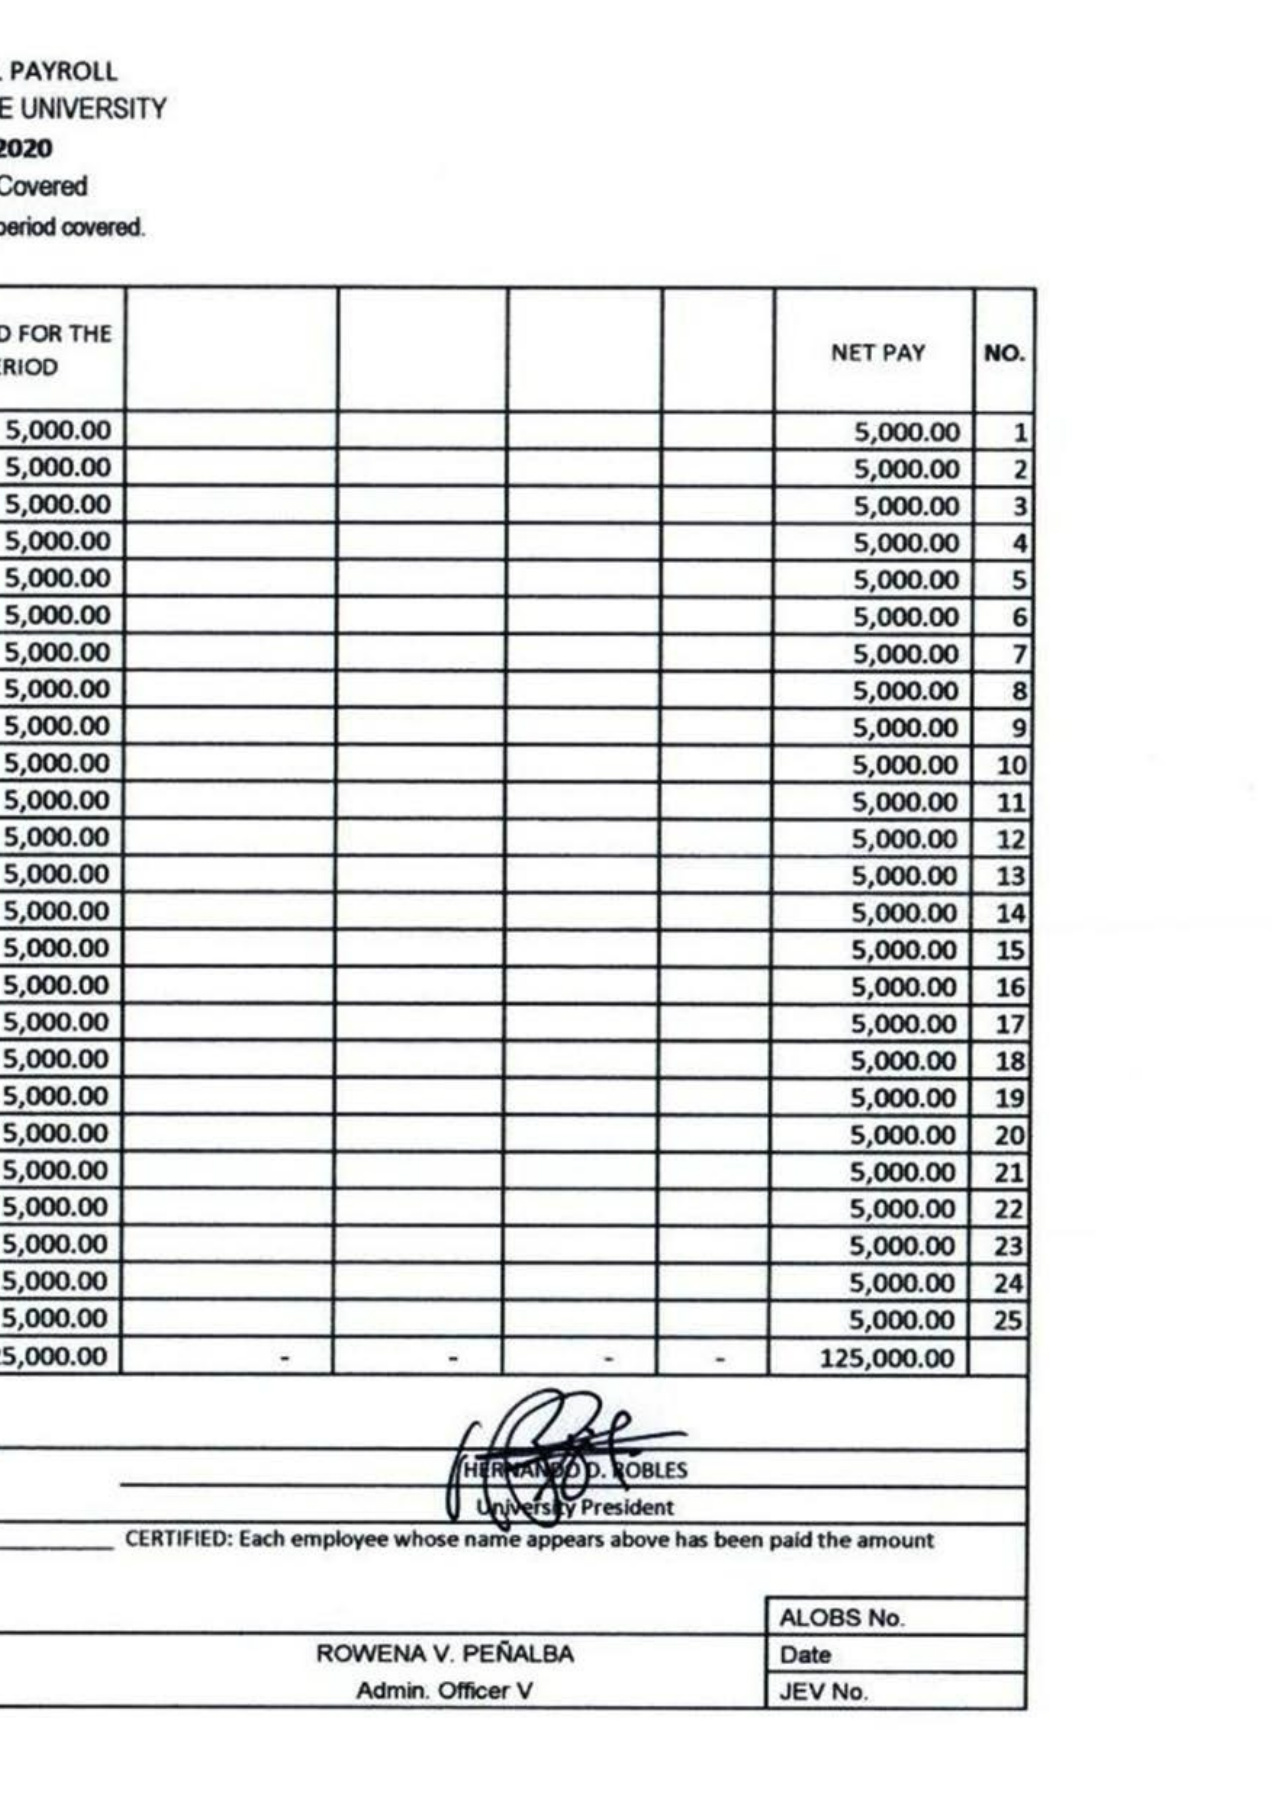 . PAYROLL
E UNIVERSITY
2020
Covered
period covered.
D FOR THE
ERIOD
NET PAY
NO.
5,000.00 5,000.00 1
5,000.00 5,000.00 2
5,000.00 5,000.00 3
5,000.00 5,000.00 4
5,000.00 5,000.00 5
5,000.00 5,000.00 6
5,000.00 5,000.00 7
5,000.00 5,000.00 8
5,000.00 5,000.00 9
5,000.00 5,000.00 10
5,000.00 5,000.00 11
5,000.00 5,000.00 12
5,000.00 5,000.00 13
5,000.00 5,000.00 14
5,000.00 5,000.00 15
5,000.00 5,000.00 16
5,000.00 5,000.00 17
5,000.00 5,000.00 18
5,000.00 5,000.00 19
5,000.00 5,000.00 20
5,000.00 5,000.00 21
5,000.00 5,000.00 22
5,000.00 5,000.00 23
5,000.00 5,000.00 24
5,000.00 5,000.00 25
5,000.00 - - - - 125,000.00
HERNANDO D. ROBLES
University President
CERTIFIED: Each employee whose name appears above has been paid the amount
ALOBS No.
ROWENA V. PEÑALBA Date
Admin. Officer V JEV No.